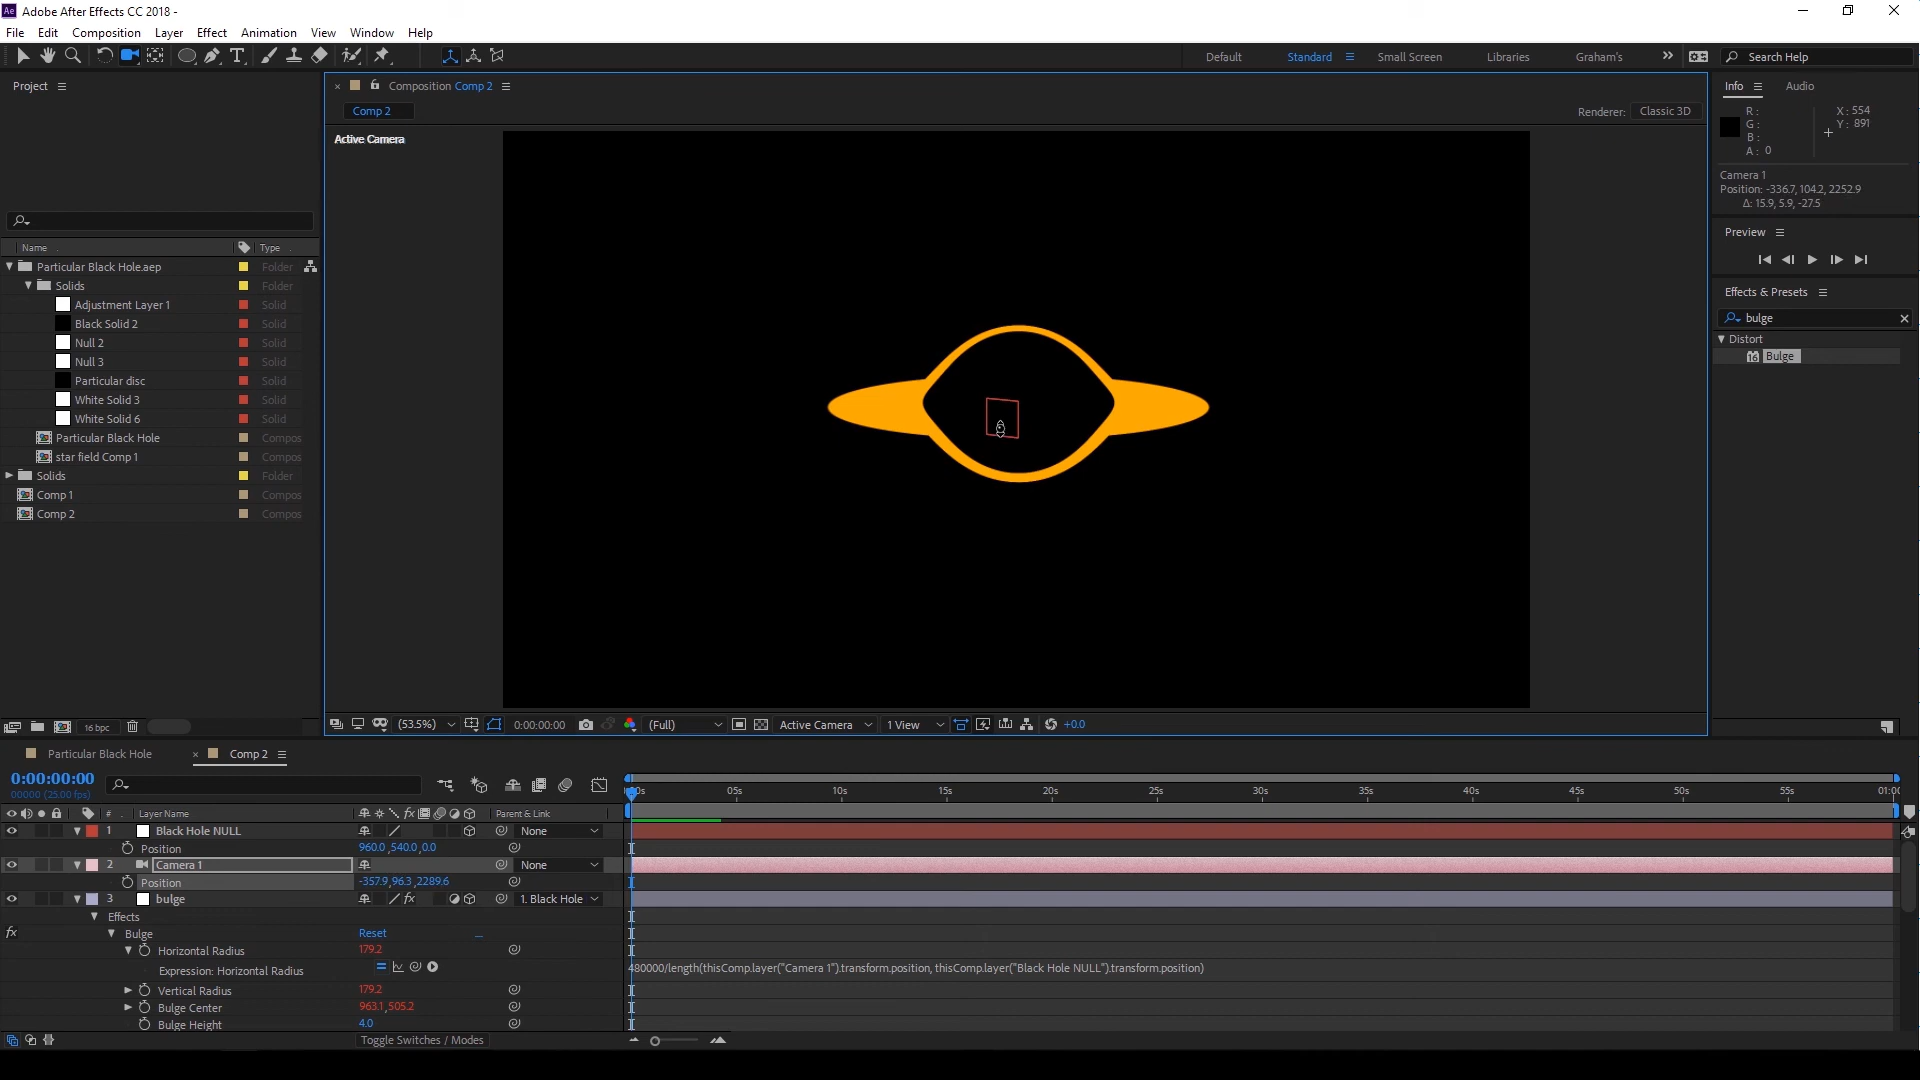 Adobe After Effects CC 2018 -
File Edit Composition Layer Effect Animation View Window Help
Default Standard Small Screen Libraries Graham's Search Help
Project
Name Type
Particular Black Hole.aep Folder
Solids Folder
Adjustment Layer 1 Solid
Black Solid 2 Solid
Null 2 Solid
Null 3 Solid
Particular disc Solid
White Solid 3 Solid
White Solid 6 Solid
Particular Black Hole Compos
star field Comp 1 Compos
Solids Folder
Comp 1 Compos
Comp 2 Compos
16 bpc
Composition Comp 2
Comp 2
Renderer: Classic 3D
Active Camera
(53.5%) 0:00:00:00 (Full) Active Camera 1 View +0.0
Info Audio
R: X: 554
G: Y: 891
B:
A: 0
Camera 1
Position: -336.7, 104.2, 2252.9
Δ: 15.9, 5.9, -27.5
Preview
Effects & Presets
bulge
Distort
16 Bulge
Particular Black Hole Comp 2
0:00:00:00
00000 (25.00 fps)
# Layer Name Parent & Link
05s 10s 15s 20s 25s 30s 35s 40s 45s 50s 55s 01:00
1 Black Hole NULL None
Position 960.0,540.0,0.0
2 Camera 1 None
Position -357.9,96.3,2289.6
3 bulge fx 1. Black Hole
Effects
fx Bulge Reset
Horizontal Radius 179.2
Expression: Horizontal Radius 480000/length(thisComp.layer("Camera 1").transform.position, thisComp.layer("Black Hole NULL").transform.position)
Vertical Radius 179.2
Bulge Center 963.1,505.2
Bulge Height 4.0
Toggle Switches / Modes